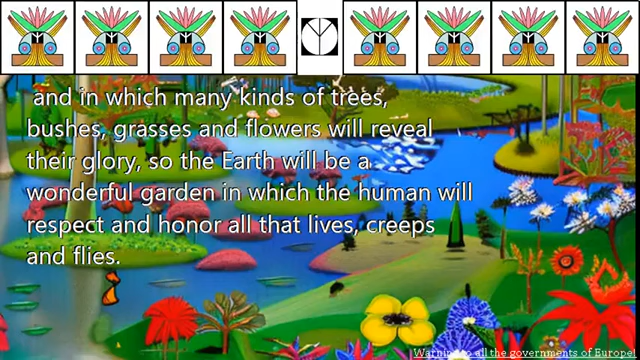 and in which many kinds of trees,
bushes, grasses and flowers will reveal
their glory, so the Earth will be a
wonderful garden in which the human will
respect and honor all that lives, creeps
and flies.
Warning to all the governments of Europe!